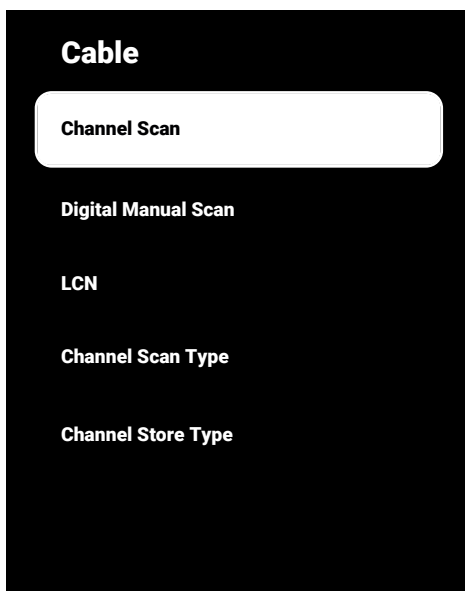 Cable
Channel Scan
Digital Manual Scan
LCN
Channel Scan Type
Channel Store Type